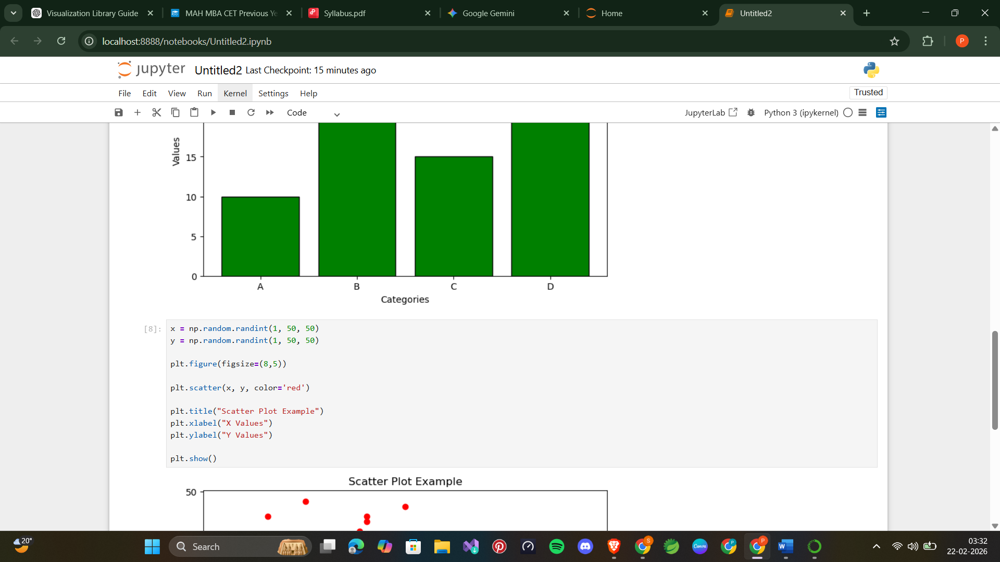 Visualization Library Guide
MAH MBA CET Previous Ye
Syllabus.pdf
Google Gemini
Home
Untitled2
localhost:8888/notebooks/Untitled2.ipynb
P
jupyter Untitled2 Last Checkpoint: 15 minutes ago
File Edit View Run Kernel Settings Help
Trusted
Code
JupyterLab
Python 3 (ipykernel)
Values
15
10
5
0
A B C D
Categories
[8]:
x = np.random.randint(1, 50, 50)
y = np.random.randint(1, 50, 50)
plt.figure(figsize=(8,5))
plt.scatter(x, y, color='red')
plt.title("Scatter Plot Example")
plt.xlabel("X Values")
plt.ylabel("Y Values")
plt.show()
Scatter Plot Example
50
20°
Search
Canva
S
P
P
W
03:32
22-02-2026